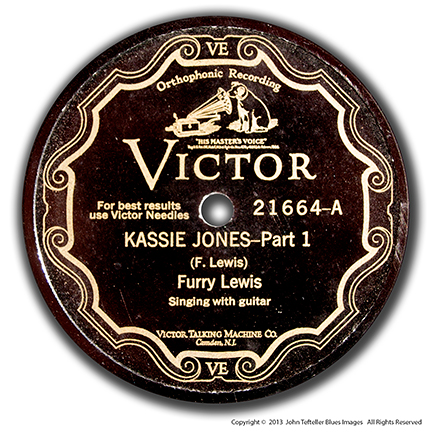 VE
Orthophonic Recording
"HIS MASTER'S VOICE"
VICTOR
For best results
use Victor Needles
21664-A
KASSIE JONES-Part 1
(F. Lewis)
Furry Lewis
Singing with guitar
VICTOR TALKING MACHINE CO.
Camden, N.J.
VE
Copyright © 2013 John Tefteller Blues Images All Rights Reserved